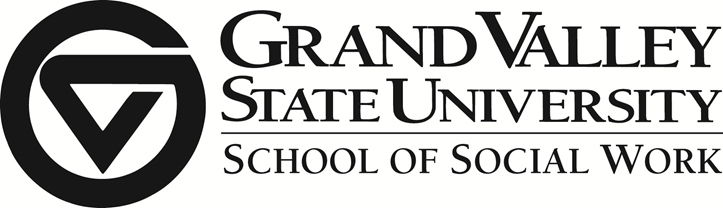 GRAND VALLEY
STATE UNIVERSITY
SCHOOL OF SOCIAL WORK